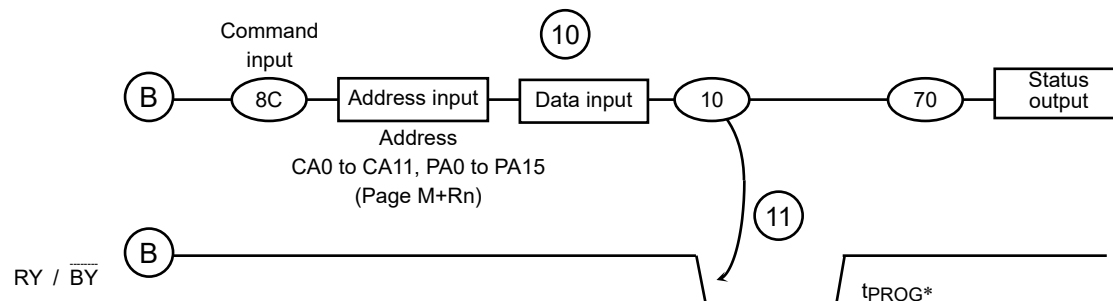 Command
input
10
B
8C
Address input
Data input
10
70
Status
output
Address
CA0 to CA11, PA0 to PA15
(Page M+Rn)
11
B
RY / BY
tPROG*